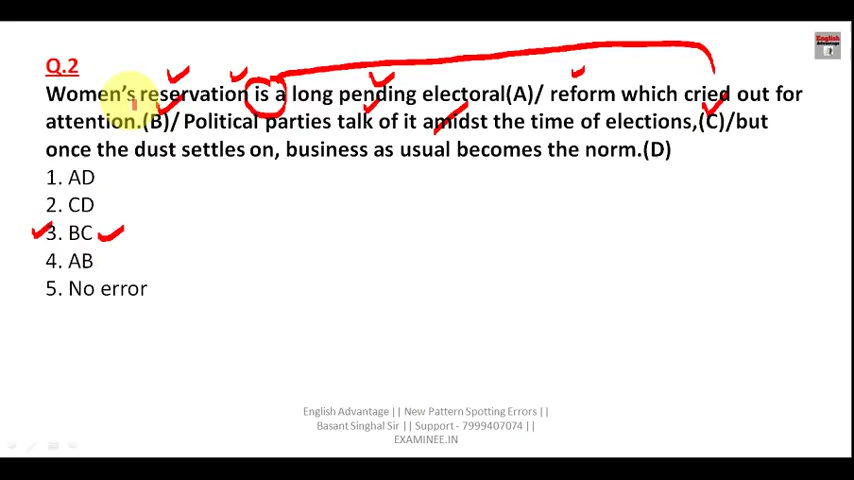 English
Advantage
Q.2
Women's reservation is a long pending electoral(A)/ reform which cried out for
attention.(B)/ Political parties talk of it amidst the time of elections,(C)/but
once the dust settles on, business as usual becomes the norm.(D)
1. AD
2. CD
3. BC
4. AB
5. No error
English Advantage || New Pattern Spotting Errors ||
Basant Singhal Sir || Support - 7999407074 ||
EXAMINEE.IN